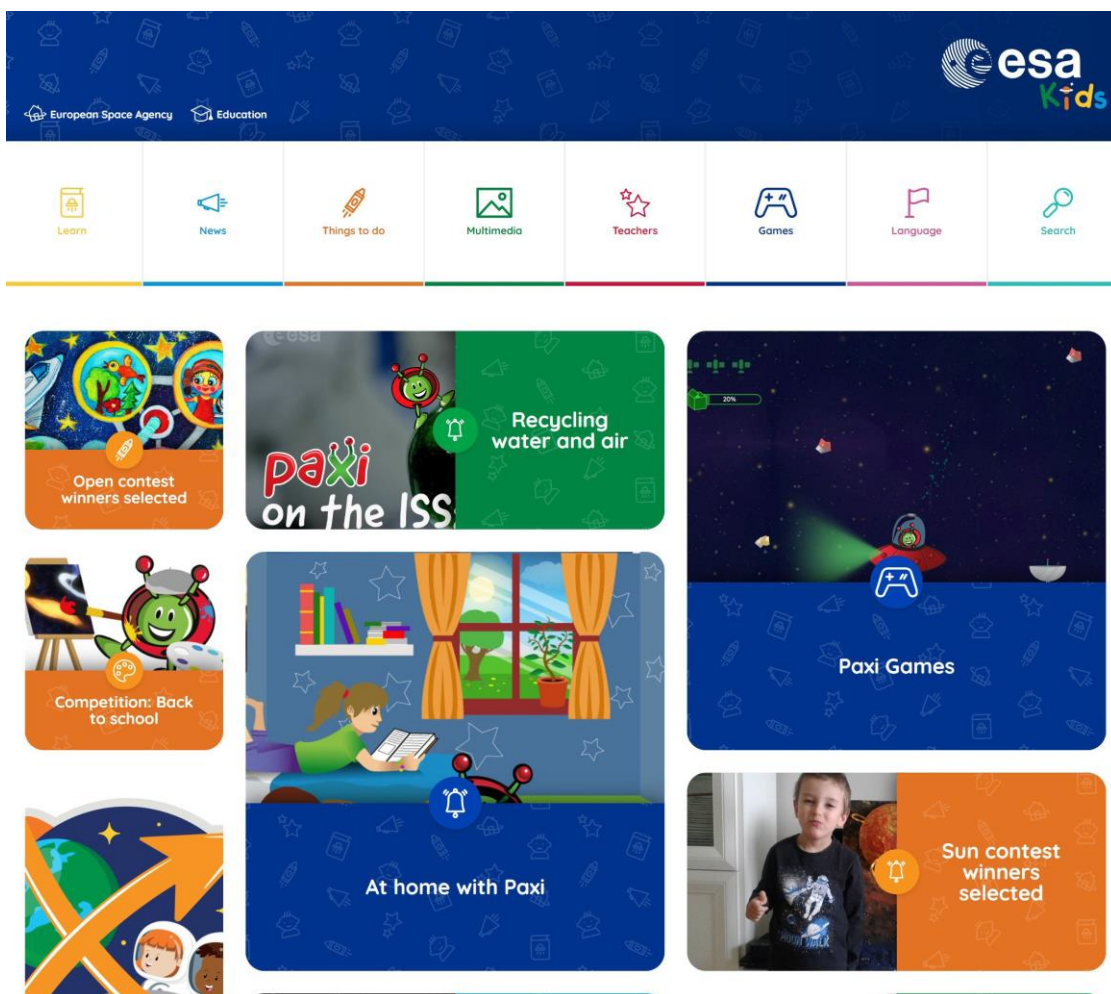 esa
Kids
European Space Agency
Education
Learn
News
Things to do
Multimedia
Teachers
Games
Language
Search
Open contest
winners selected
esa
paxi
on the ISS
Recycling
water and air
20%
Paxi Games
Competition: Back
to school
At home with Paxi
Sun contest
winners
selected